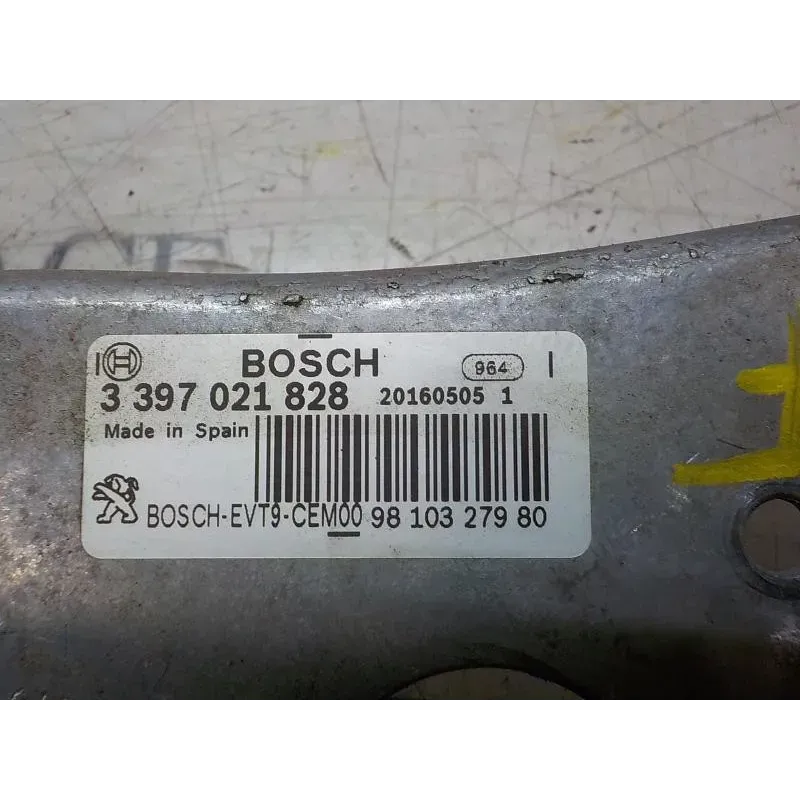 BOSCH 964
3 397 021 828 20160505 1
Made in Spain
BOSCH-EVT9-CEM00 98 103 279 80